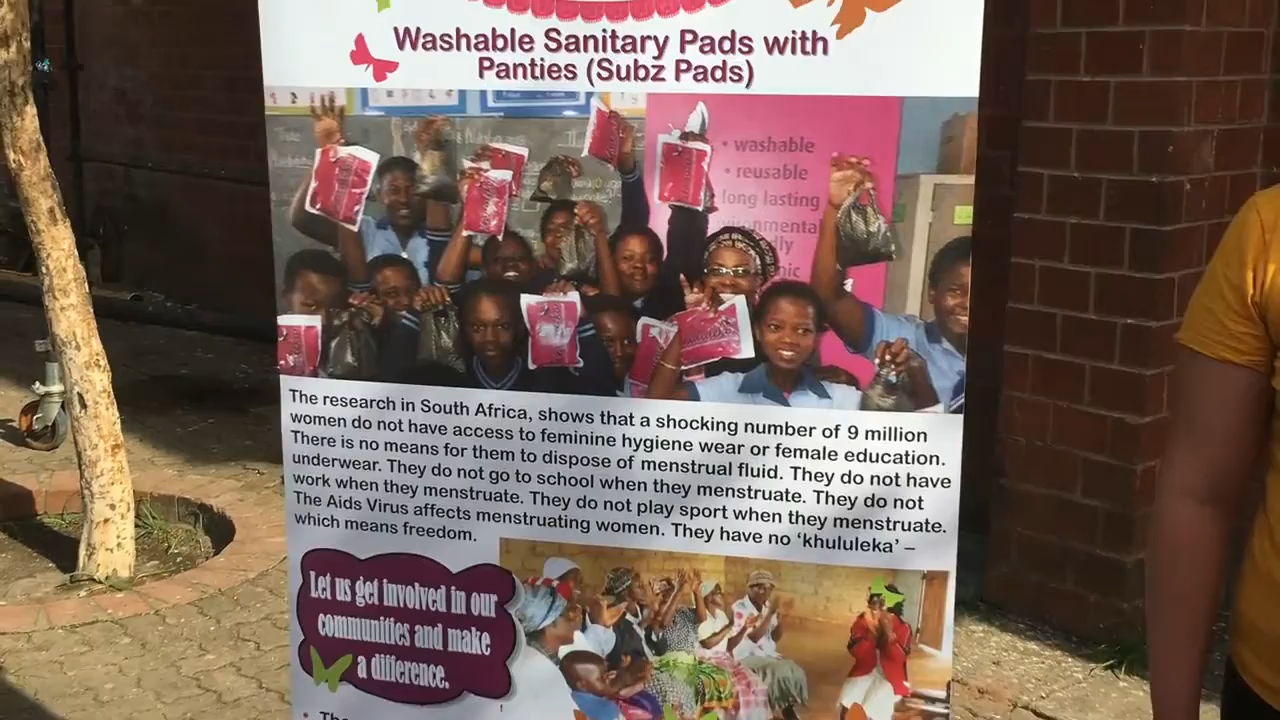 Washable Sanitary Pads with
Panties (Subz Pads)
• washable
• reusable
long lasting
The research in South Africa, shows that a shocking number of 9 million
women do not have access to feminine hygiene wear or female education.
There is no means for them to dispose of menstrual fluid. They do not have
underwear. They do not go to school when they menstruate. They do not
work when they menstruate. They do not play sport when they menstruate.
The Aids Virus affects menstruating women. They have no ‘khululeka’ –
which means freedom.
Let us get involved in our
communities and make
a difference.